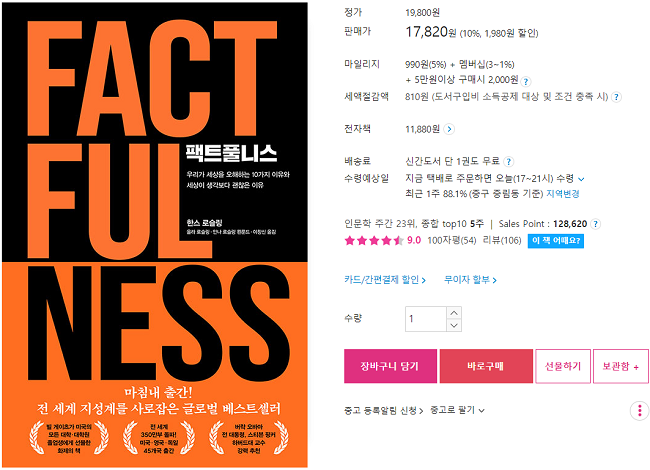 FACT
FUL
NESS
팩트풀니스
우리가 세상을 오해하는 10가지 이유와
세상이 생각보다 괜찮은 이유
한스 로슬링
올라 로슬링·안나 로슬링 뢴룬드·이창신 옮김
마침내 출간!
전 세계 지성계를 사로잡은 글로벌 베스트셀러
빌 게이츠가 미국의
모든 대학·대학원
졸업생에게 선물한
화제의 책
전 세계
350만부 돌파!
미국·영국·독일
45개국 출간
버락 오바마
전 대통령, 스티븐 핑커
하버드대 교수
강력 추천
정가 19,800원
판매가 17,820원 (10%, 1,980원 할인)
마일리지 990원(5%) + 멤버십(3~1%)
+ 5만원이상 구매시 2,000원 ?
세액절감액 810원 (도서구입비 소득공제 대상 및 조건 충족 시) ?
전자책 11,880원
배송료 신간도서 단 1권도 무료 ?
수령예상일 지금 택배로 주문하면 오늘(17~21시) 수령
최근 1주 88.1% (중구 중림동 기준) 지역변경
인문학 주간 23위, 종합 top10 5주 | Sales Point : 128,620 ?
9.0 100자평(54) 리뷰(106) 이 책 어때요?
카드/간편결제 할인 > 무이자 할부 >
수량 1
장바구니 담기 바로구매 선물하기 보관함 +
중고 등록알림 신청 > 중고로 팔기